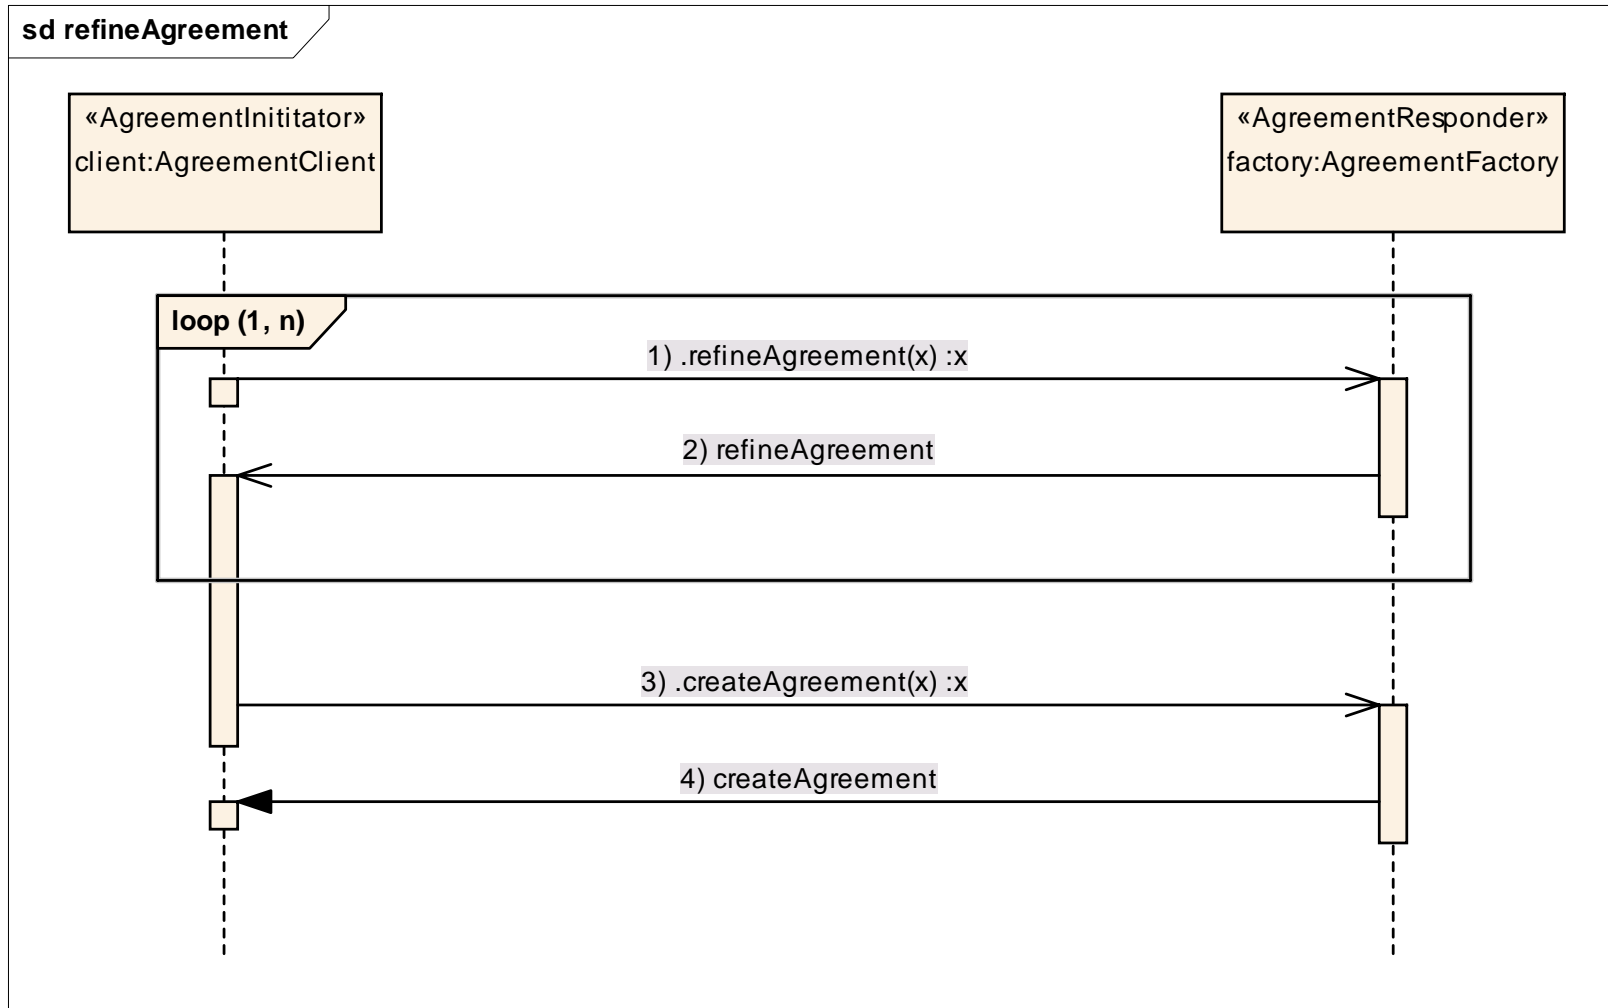 sd refineAgreement
«AgreementInititator»
client:AgreementClient
«AgreementResponder»
factory:AgreementFactory
loop (1, n)
1) .refineAgreement(x) :x
2) refineAgreement
3) .createAgreement(x) :x
4) createAgreement